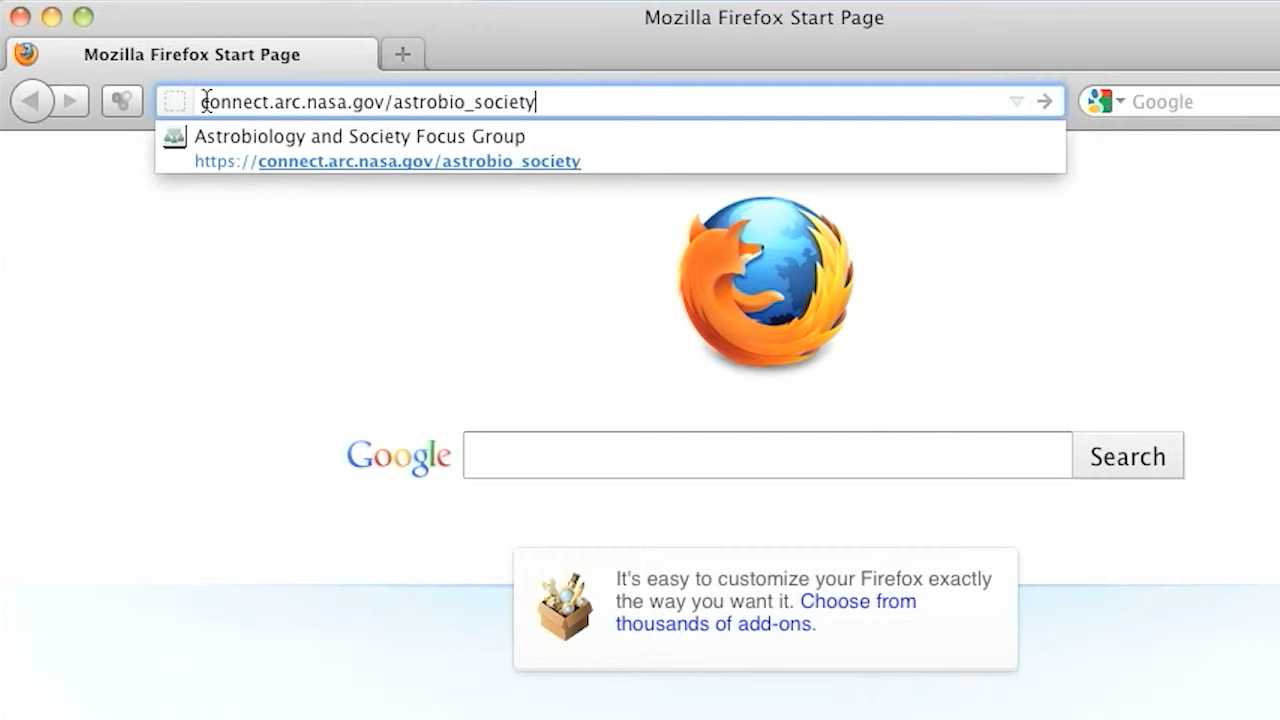 Mozilla Firefox Start Page
Mozilla Firefox Start Page
connect.arc.nasa.gov/astrobio_society
Google
Astrobiology and Society Focus Group
https://connect.arc.nasa.gov/astrobio_society
Google
Search
It's easy to customize your Firefox exactly
the way you want it. Choose from
thousands of add-ons.